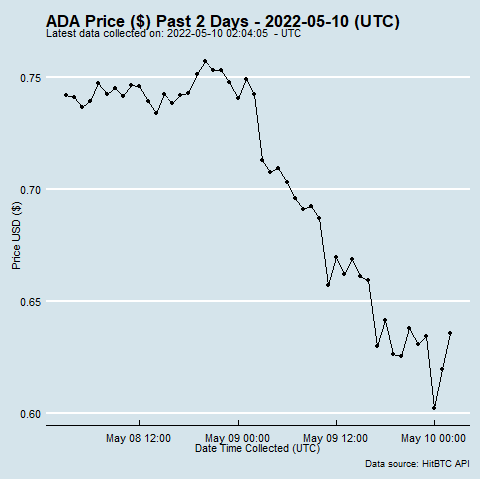 ADA Price ($) Past 2 Days - 2022-05-10 (UTC)
Latest data collected on: 2022-05-10 02:04:05 - UTC
0.75
0.70
0.65
0.60
Price USD ($)
May 08 12:00 May 09 00:00 May 09 12:00 May 10 00:00
Date Time Collected (UTC)
Data source: HitBTC API